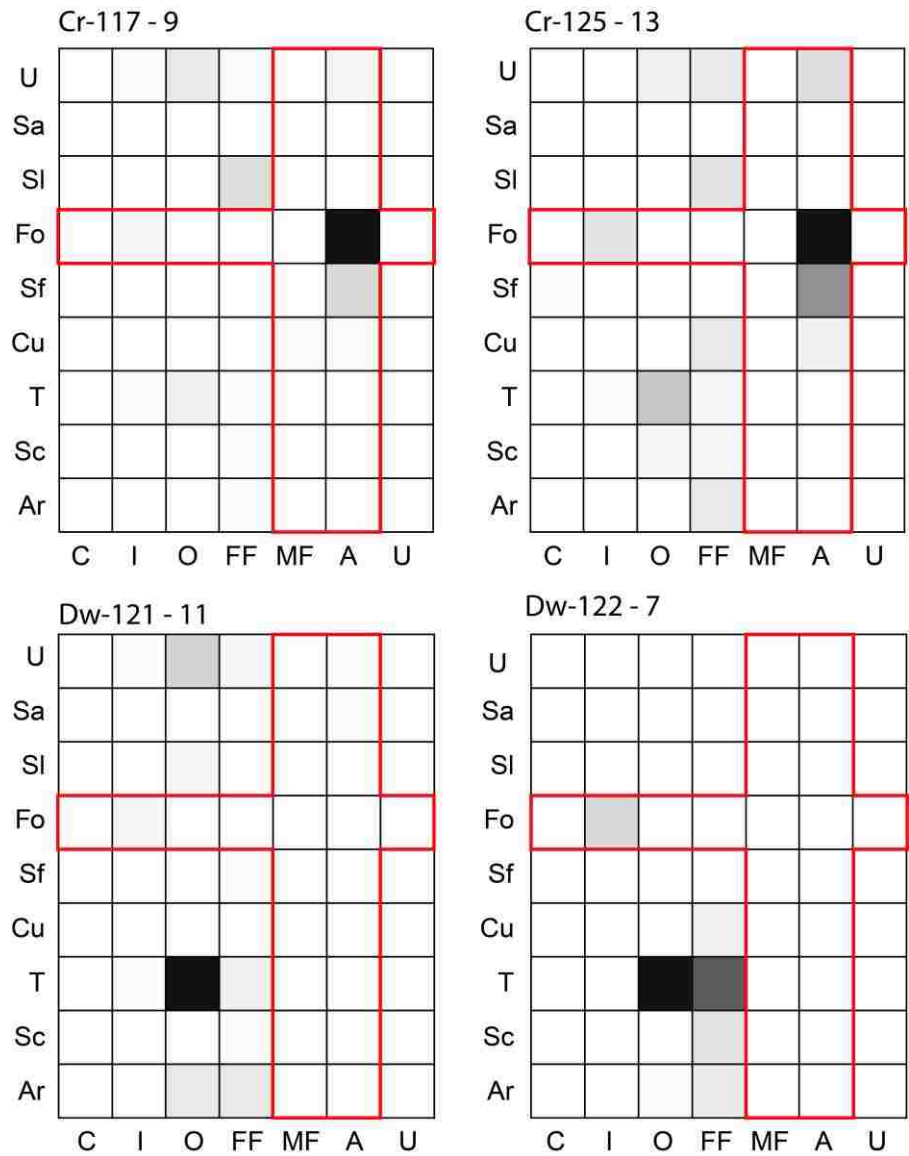 Cr-117 - 9
U
Sa
Sl
Fo
Sf
Cu
T
Sc
Ar
C I O FF MF A U
Cr-125 - 13
U
Sa
Sl
Fo
Sf
Cu
T
Sc
Ar
C I O FF MF A U
Dw-121 - 11
U
Sa
Sl
Fo
Sf
Cu
T
Sc
Ar
C I O FF MF A U
Dw-122 - 7
U
Sa
Sl
Fo
Sf
Cu
T
Sc
Ar
C I O FF MF A U